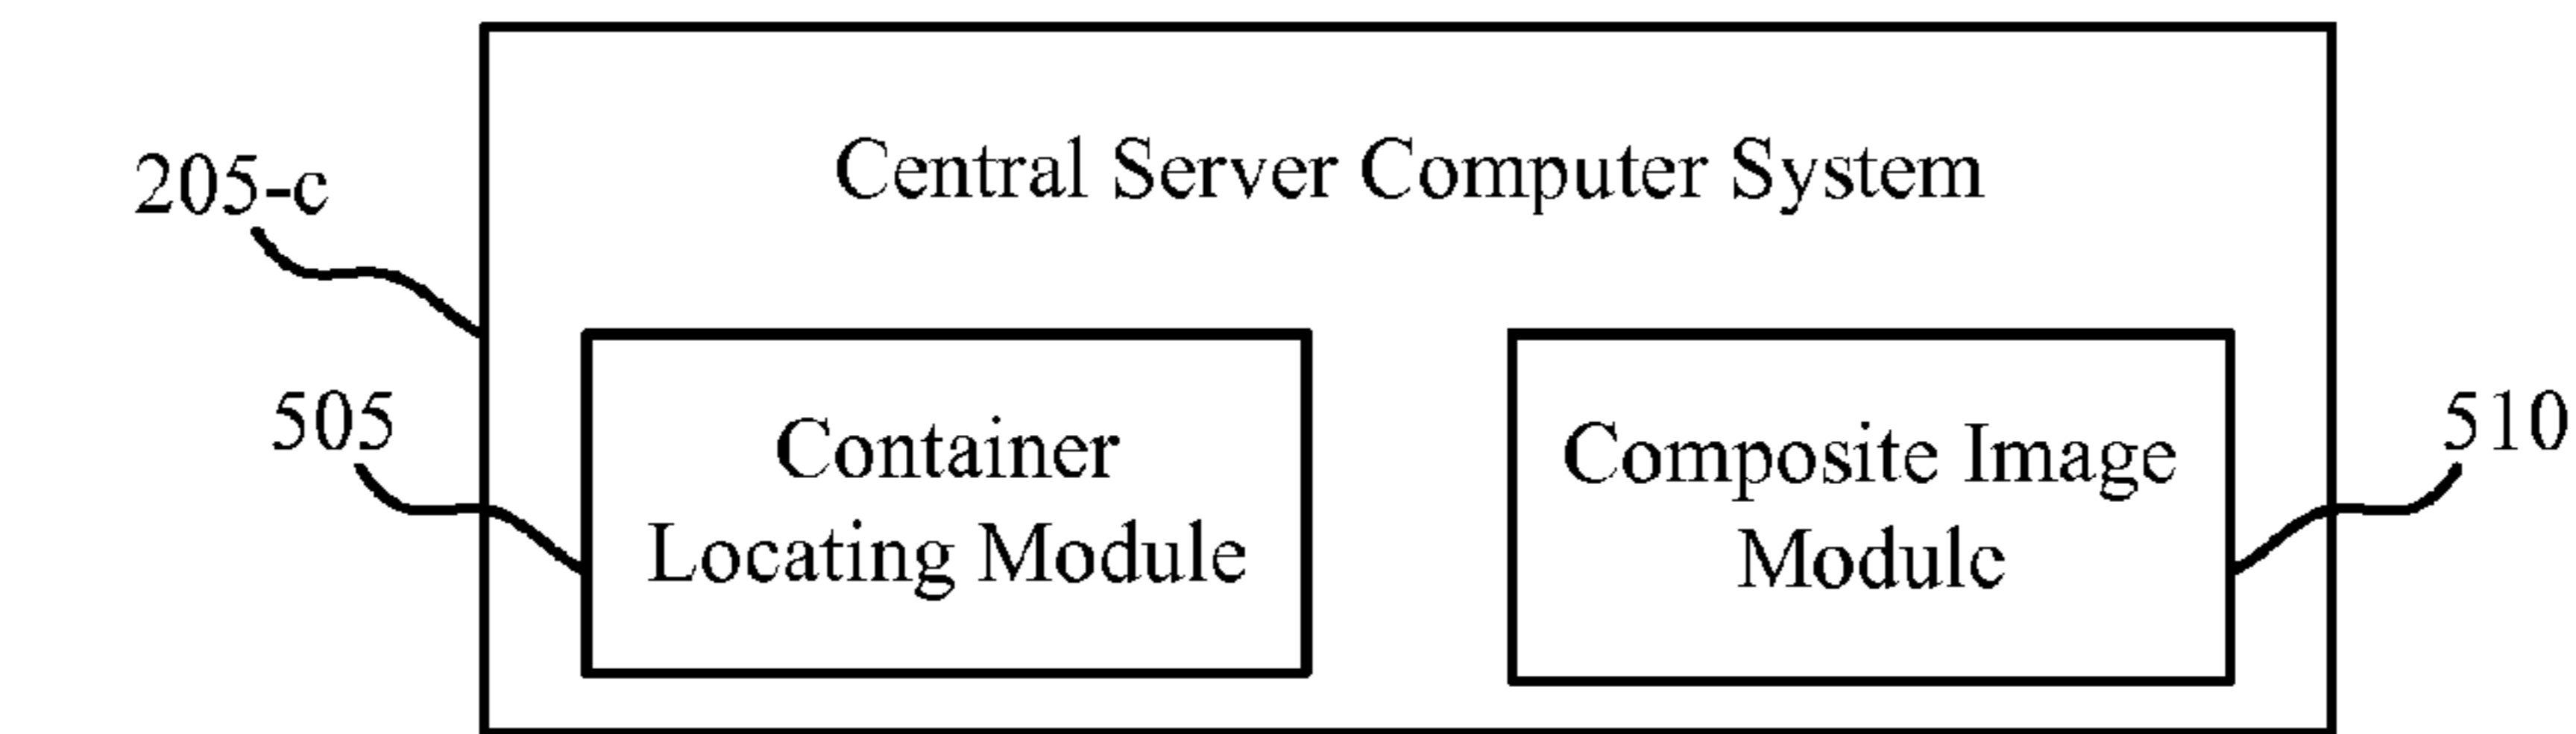 Central Server Computer System
205-c
505
Container
Locating Module
Composite Image
Module
510